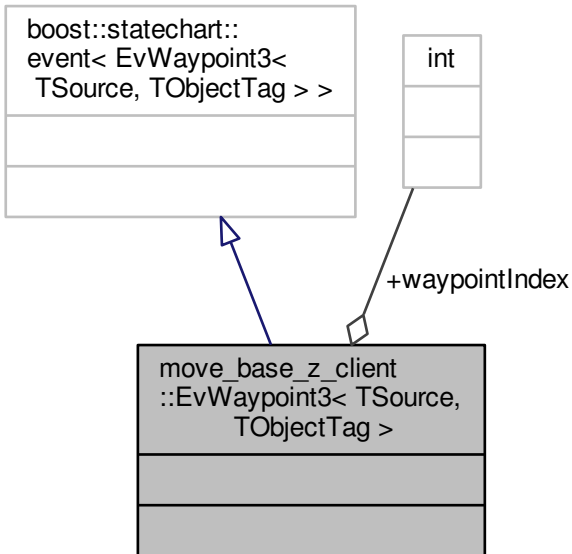 boost::statechart::
event< EvWaypoint3<
TSource, TObjectTag > >
int
+waypointIndex
move_base_z_client
::EvWaypoint3< TSource,
TObjectTag >